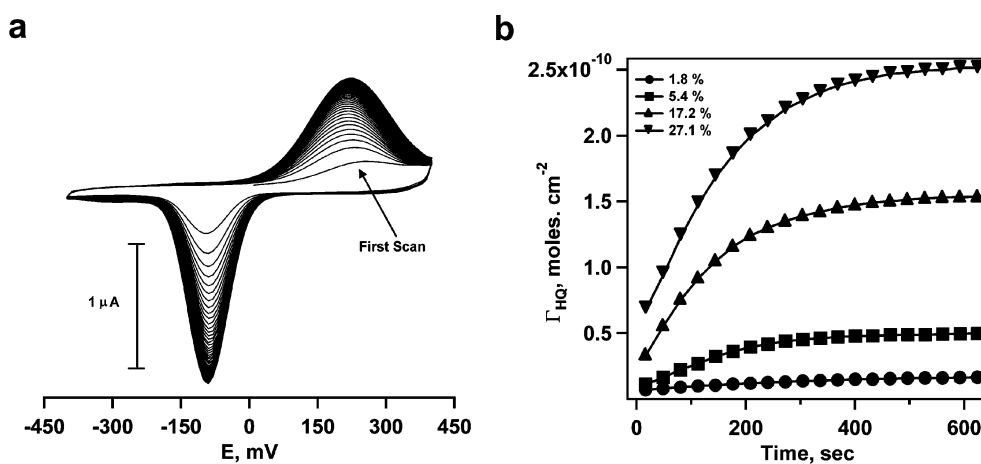 a
First Scan
1 μA
-450 -300 -150 0 150 300 450
E, mV
b
2.5x10⁻¹⁰
2.0
1.5
1.0
0.5
Γ_HQ, moles. cm⁻²
1.8 %
5.4 %
17.2 %
27.1 %
0 200 400 600
Time, sec